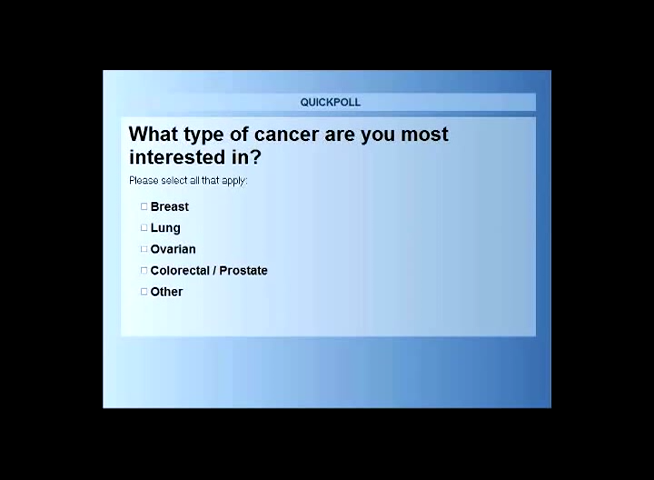 QUICKPOLL
What type of cancer are you most
interested in?
Please select all that apply:
Breast
Lung
Ovarian
Colorectal / Prostate
Other